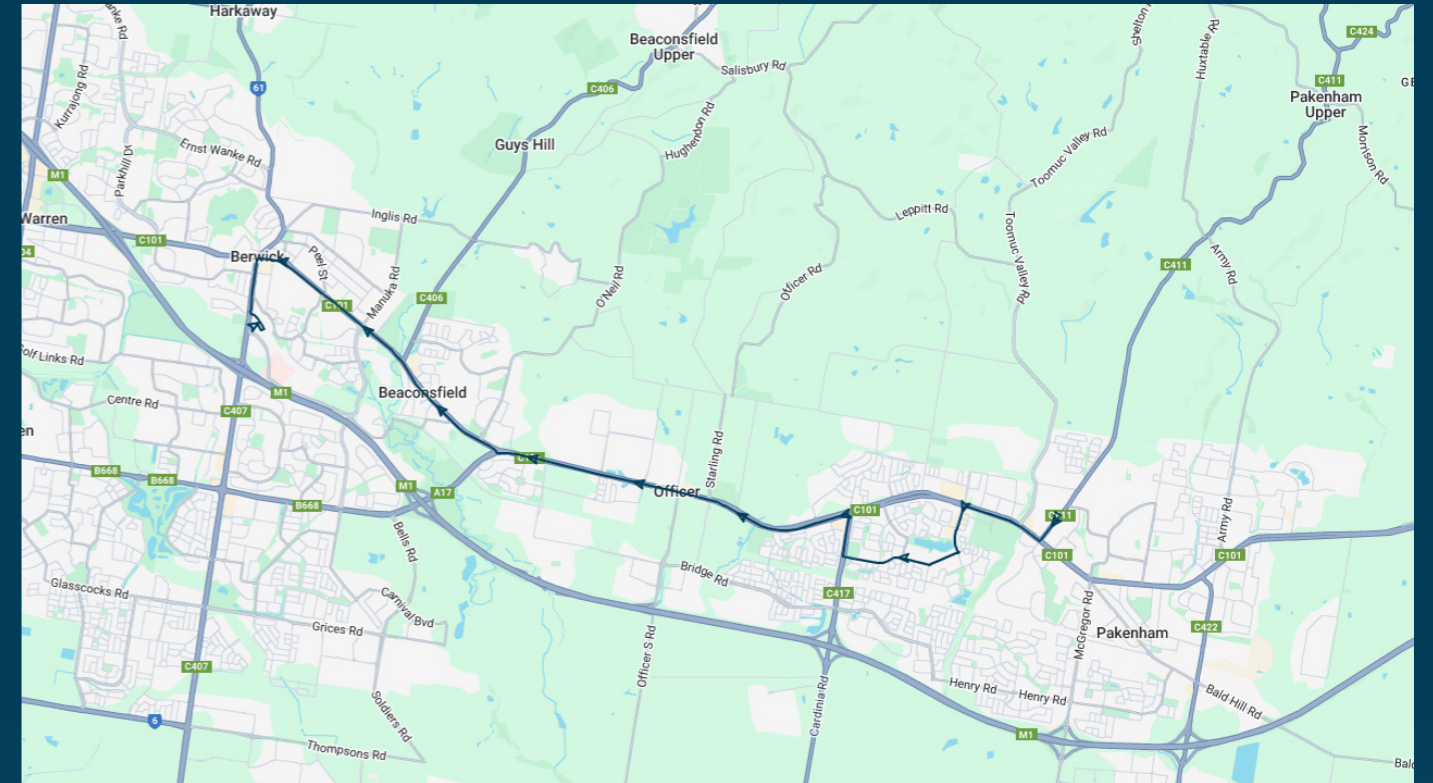 Harkaway
C424
Beaconsfield
Upper
Salisbury Rd
Huxtable Rd
C411
61
C406
Kurrajong Rd
Pakenham
Upper
Hughendon Rd
Ernst Wanke Rd
Guys Hill
Toomuc Valley Rd
Morrison Rd
M1
Parkhill Dr
Warren
Inglis Rd
Leppitt Rd
Toomuc Valley Rd
C101
Berwick
Peel St
Army Rd
C411
Manuka Rd
O'Neil Rd
Officer Rd
C406
C101
Golf Links Rd
Beaconsfield
M1
Centre Rd
C407
Starling Rd
B668
B668
M1
A17
Officer
C101
Army Rd
B668
Bells Rd
C101
C101
Bridge Rd
Glasscocks Rd
Carnival Bvd
C417
McGregor Rd
Grices Rd
C422
Pakenham
Officer S Rd
C407
Cardinia Rd
Henry Rd
Henry Rd
Bald Hill Rd
Soldiers Rd
6
M1
Thompsons Rd